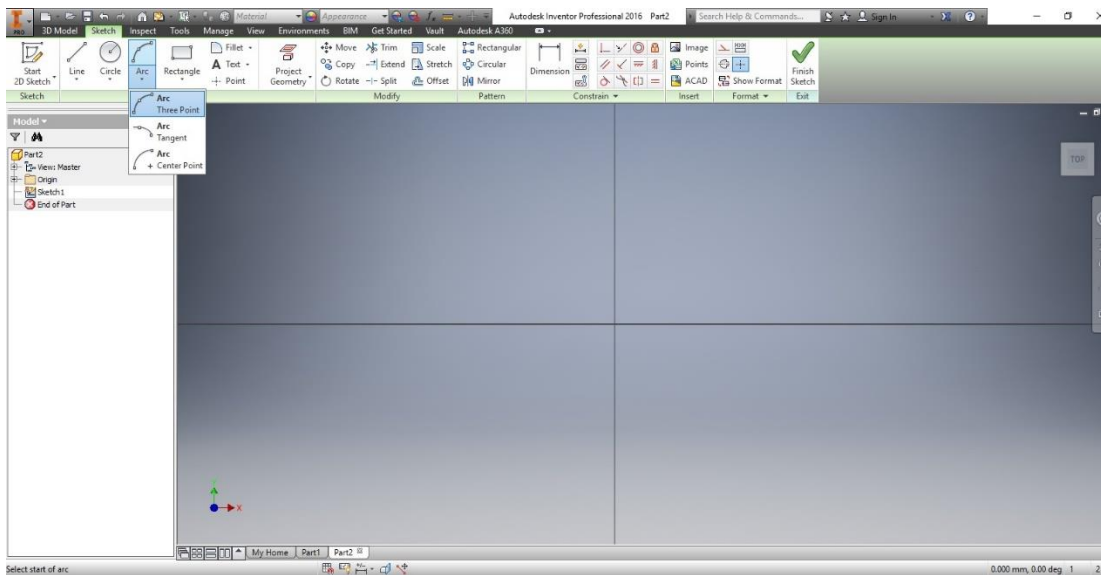 Material Appearance Autodesk Inventor Professional 2016 Part2 Search Help & Commands... Sign In
PRO 3D Model Sketch Inspect Tools Manage View Environments BIM Get Started Vault Autodesk A360
Start
2D Sketch
Line
Circle
Arc
Rectangle
Fillet
Text
Point
Project
Geometry
Move Trim Scale
Copy Extend Stretch
Rotate Split Offset
Rectangular
Circular
Mirror
Dimension
Image
Points
ACAD
Show Format
Finish
Sketch
Sketch Modify Pattern Constrain Insert Format Exit
Arc
Three Point
Arc
Tangent
Arc
Center Point
Model
Part2
View: Master
Origin
Sketch1
End of Part
TOP
X
My Home Part1 Part2
Select start of arc 0.000 mm, 0.00 deg 1 2